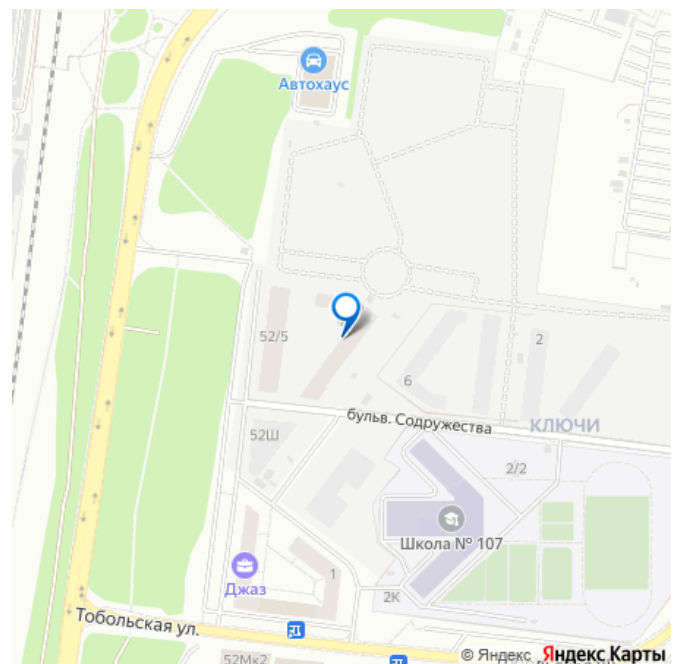 Автохаус
52/5
2
6
бульв. Содружества
КЛЮЧИ
52Ш
2/2
Школа № 107
Джаз
1
2К
Тобольская ул.
52Мк2
© Яндекс Яндекс Карты